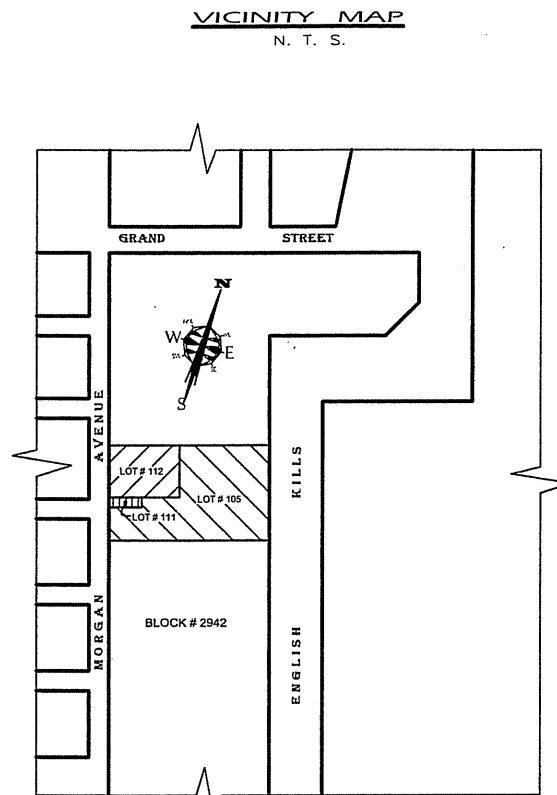 VICINITY MAP
N. T. S.
GRAND STREET
N
W
E
S
AVENUE
MORGAN
LOT # 112
LOT # 105
LOT # 111
KILLS
ENGLISH
BLOCK # 2942